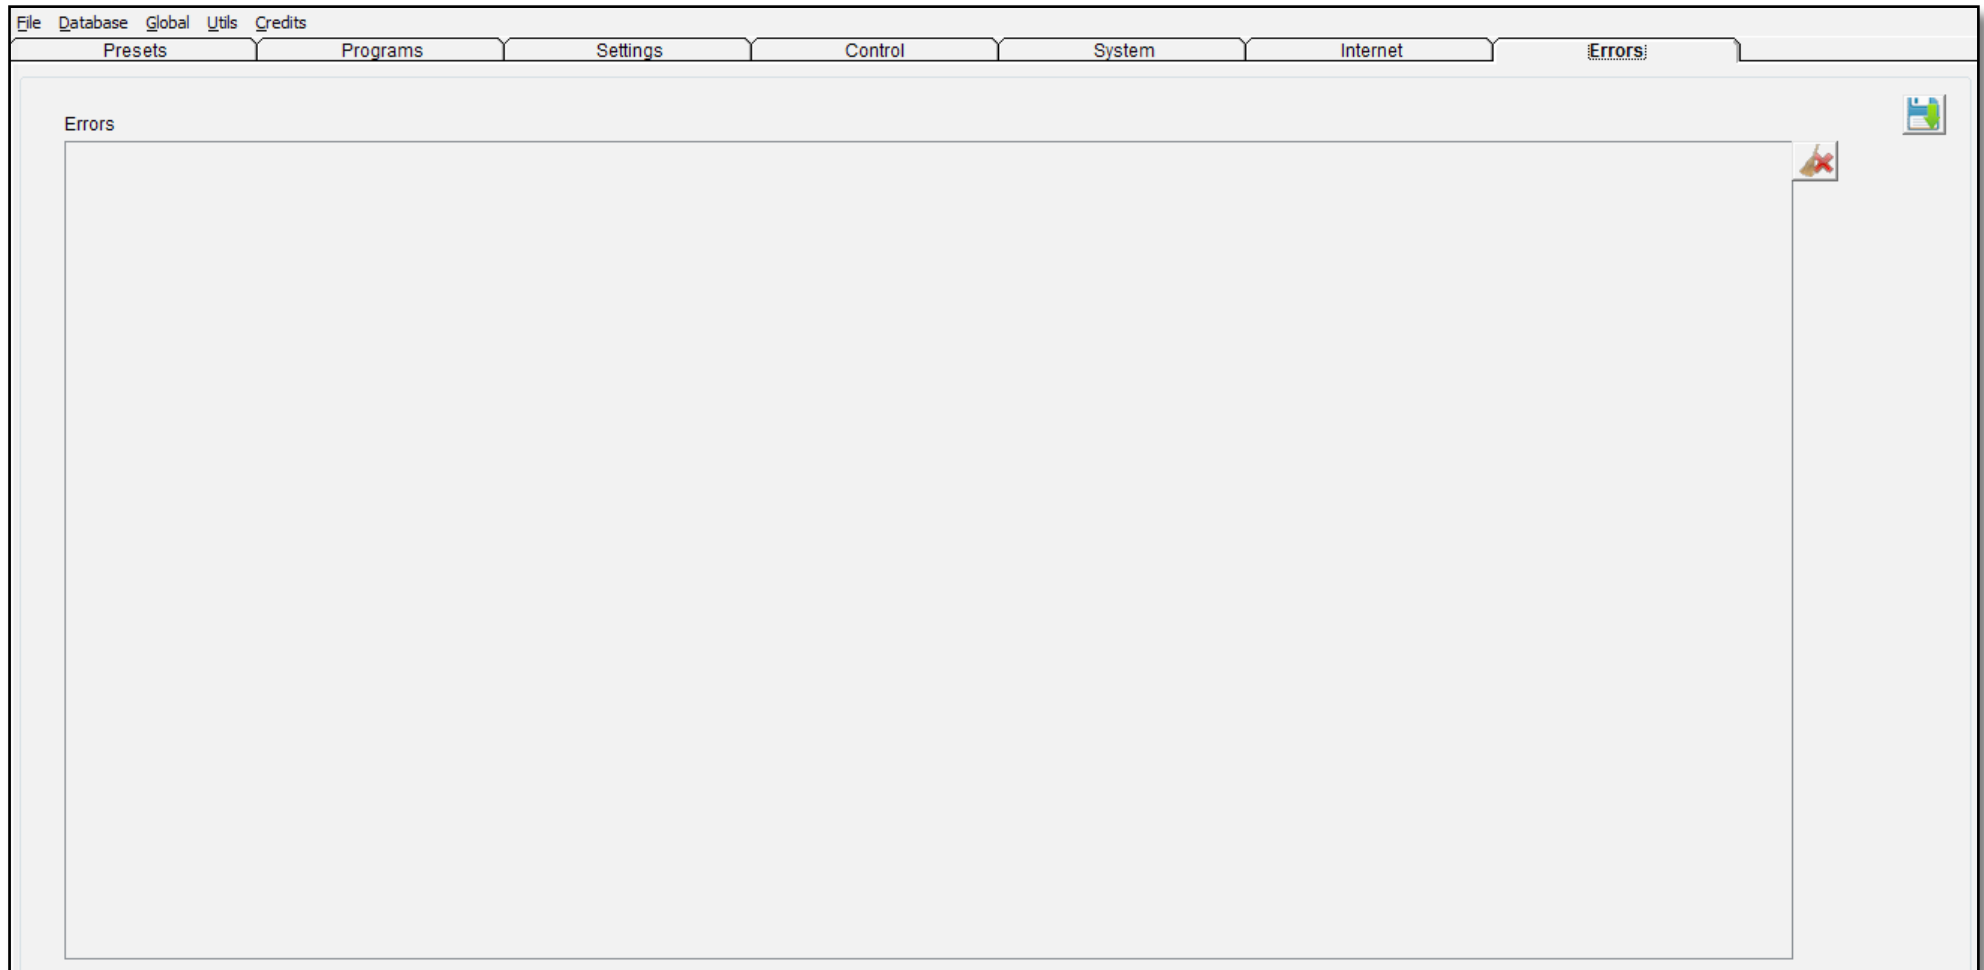 File Database Global Utils Credits
Presets Programs Settings Control System Internet Errors
Errors